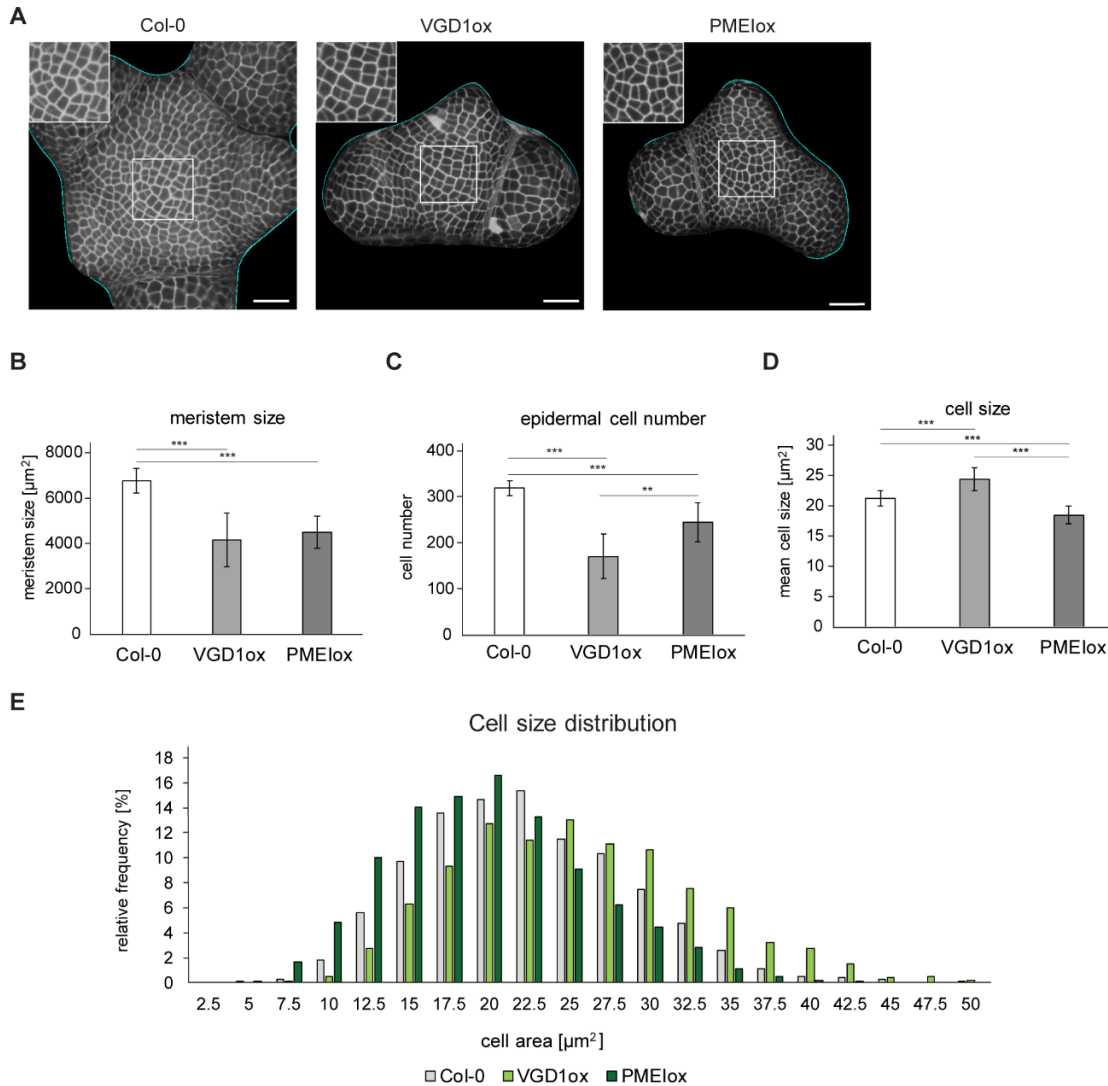 A
Col-0 VGD1ox PMEIox
B C D
meristem size
epidermal cell number
cell size
meristem size [µm²]
8000
6000
4000
2000
0
***
***
Col-0 VGD1ox PMEIox
cell number
400
300
200
100
0
***
***
**
Col-0 VGD1ox PMEIox
mean cell size [µm²]
30
25
20
15
10
5
0
***
***
***
Col-0 VGD1ox PMEIox
E
Cell size distribution
relative frequency [%]
18
16
14
12
10
8
6
4
2
0
2.5 5 7.5 10 12.5 15 17.5 20 22.5 25 27.5 30 32.5 35 37.5 40 42.5 45 47.5 50
cell area [µm²]
Col-0 VGD1ox PMEIox